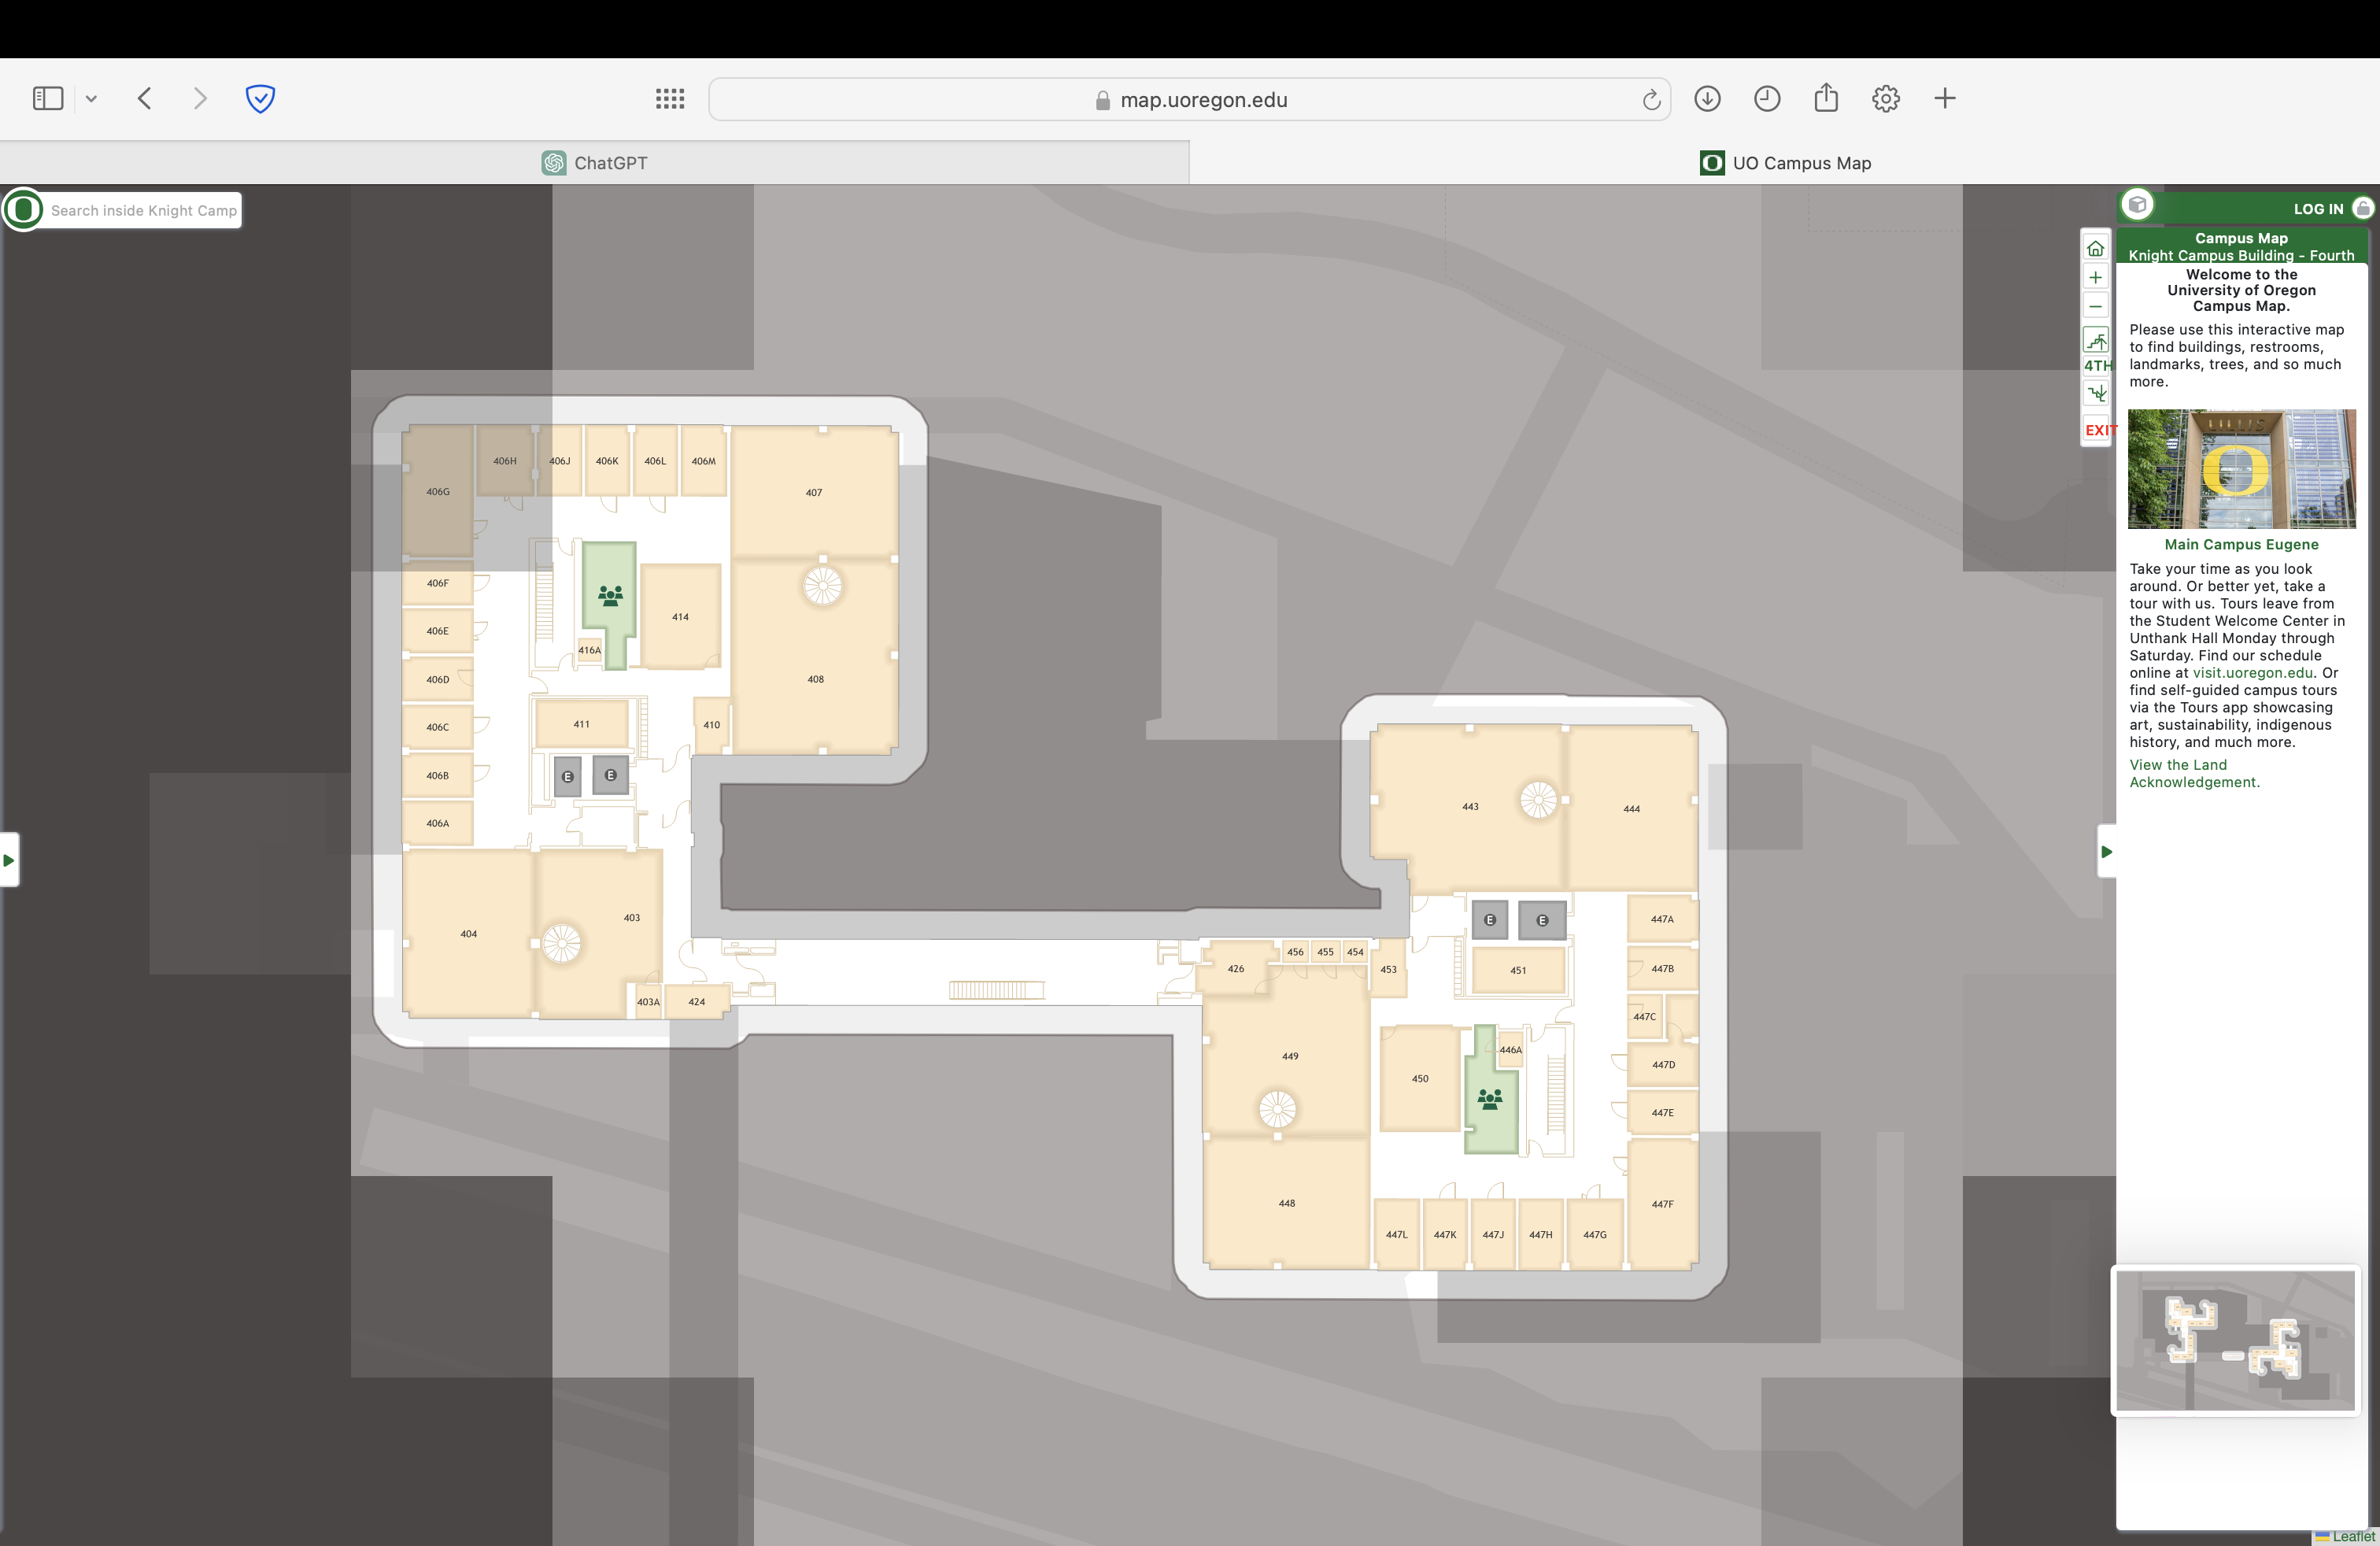 map.uoregon.edu
ChatGPT
UO Campus Map
Search inside Knight Camp
LOG IN
Campus Map
Knight Campus Building - Fourth
Welcome to the
University of Oregon
Campus Map.
Please use this interactive map
to find buildings, restrooms,
landmarks, trees, and so much
more.
4TH
EXIT
LILLIS
O
Main Campus Eugene
Take your time as you look
around. Or better yet, take a
tour with us. Tours leave from
the Student Welcome Center in
Unthank Hall Monday through
Saturday. Find our schedule
online at visit.uoregon.edu. Or
find self-guided campus tours
via the Tours app showcasing
art, sustainability, indigenous
history, and much more.
View the Land
Acknowledgement.
406G
406H
406J
406K
406L
406M
407
406F
406E
414
416A
406D
408
406C
411
410
406B
E
E
406A
404
403
403A
424
443
444
E
E
447A
426
456
455
454
453
451
447B
447C
449
446A
450
447D
447E
448
447F
447L
447K
447J
447H
447G
Leaflet